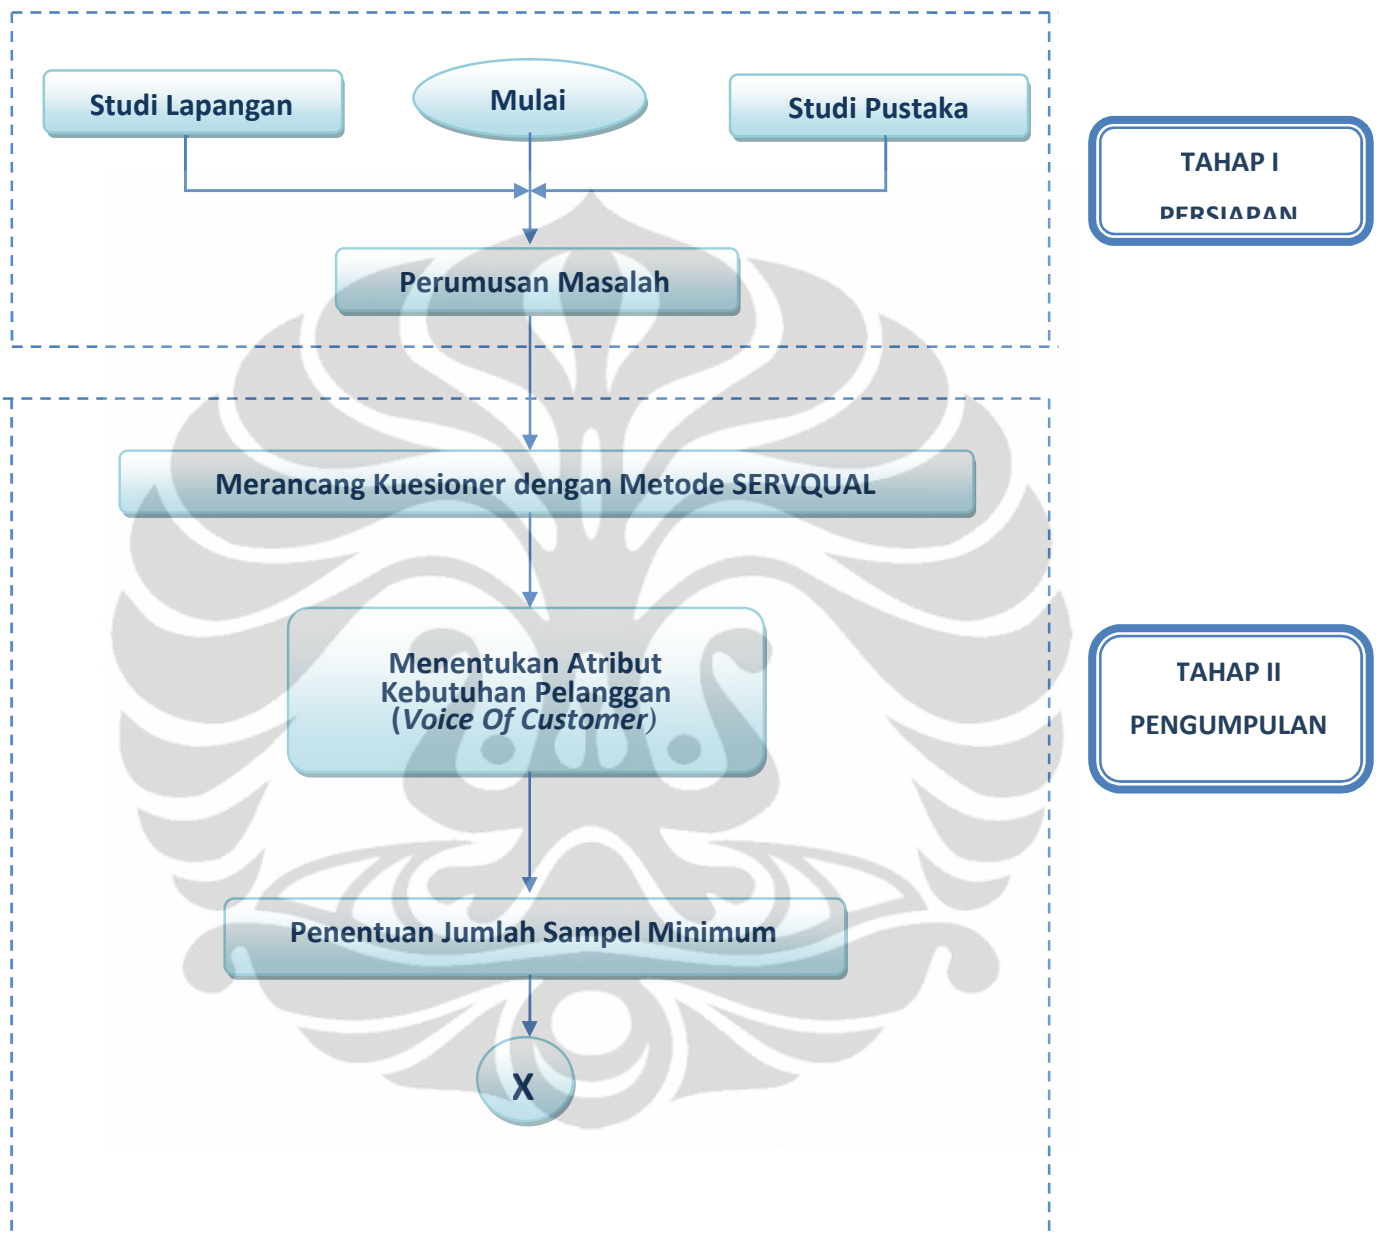 Studi Lapangan
Mulai
Studi Pustaka
TAHAP I
PERSIAPAN
Perumusan Masalah
Merancang Kuesioner dengan Metode SERVQUAL
Menentukan Atribut
Kebutuhan Pelanggan
(Voice Of Customer)
TAHAP II
PENGUMPULAN
Penentuan Jumlah Sampel Minimum
X